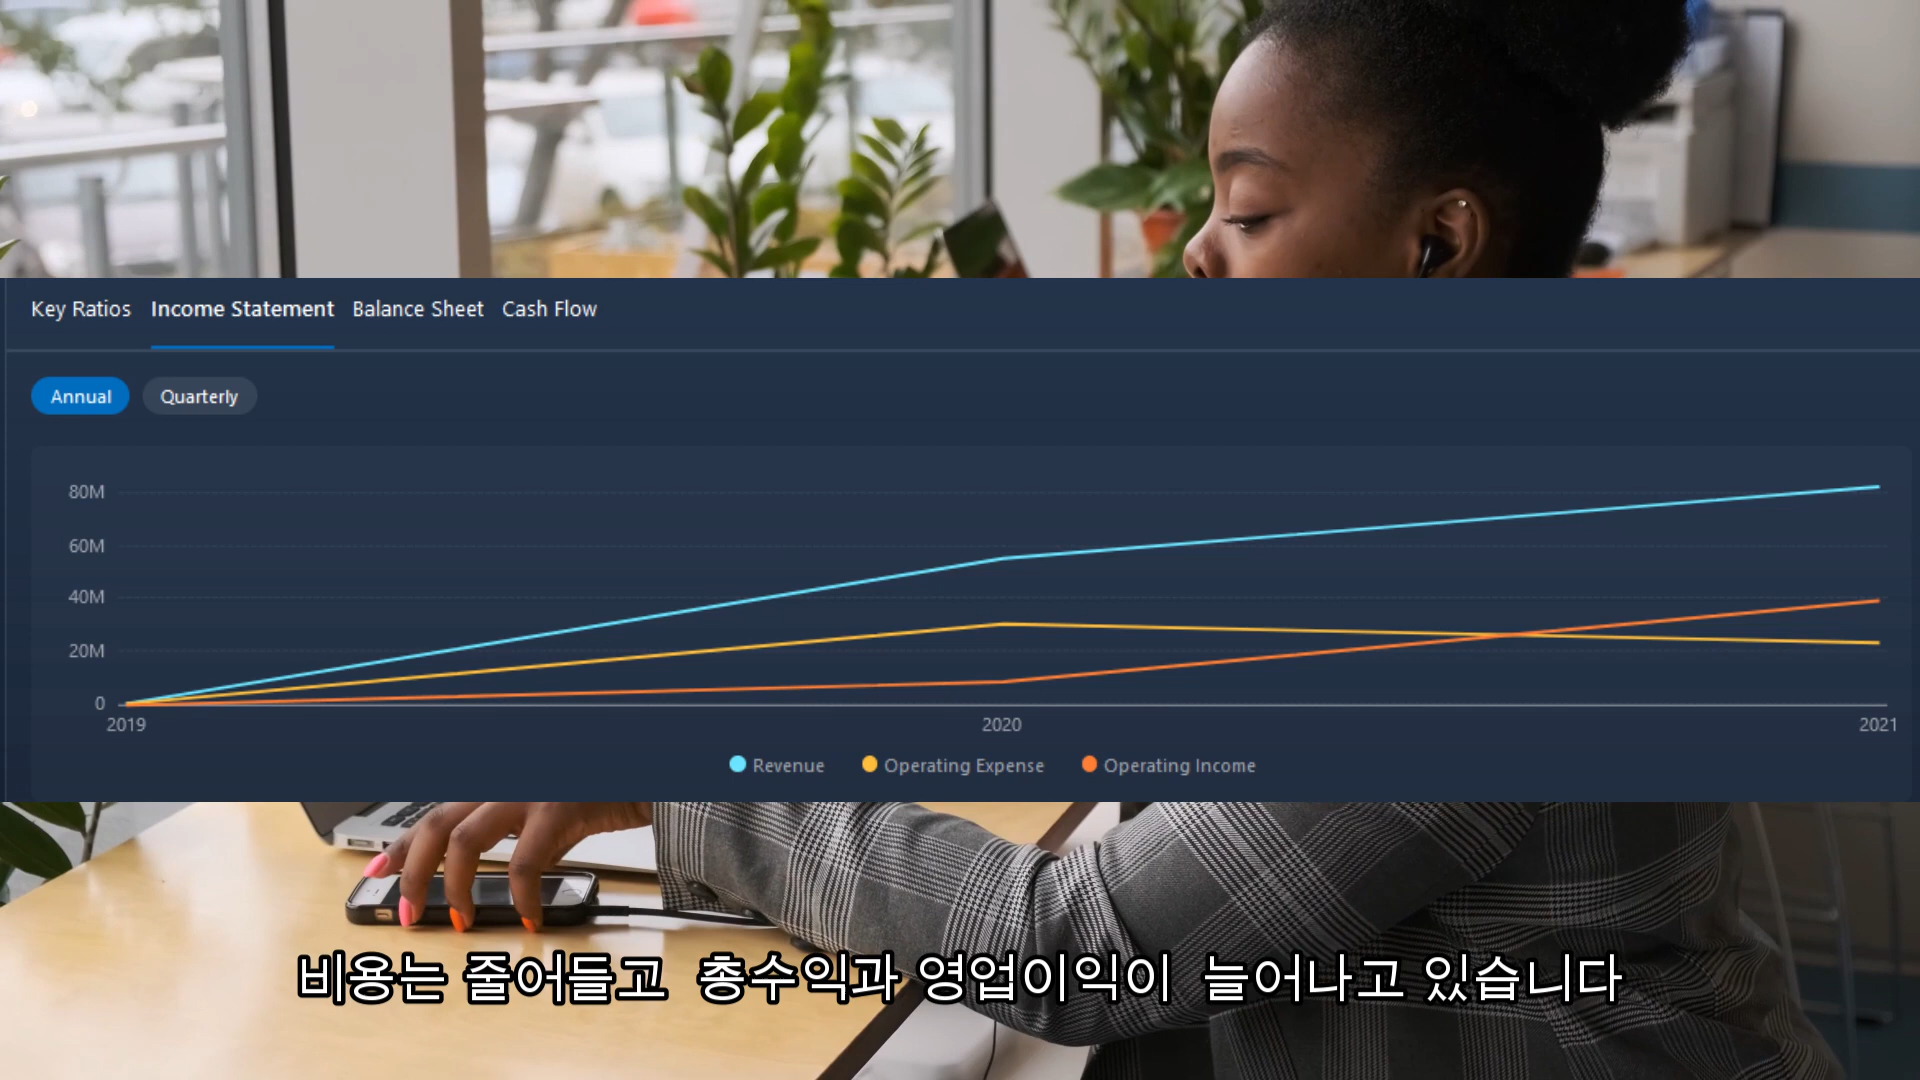 Key Ratios Income Statement Balance Sheet Cash Flow
Annual Quarterly
80M
60M
40M
20M
0
2019 2020 2021
Revenue Operating Expense Operating Income
비용는 줄어들고 총수익과 영업이익이 늘어나고 있습니다